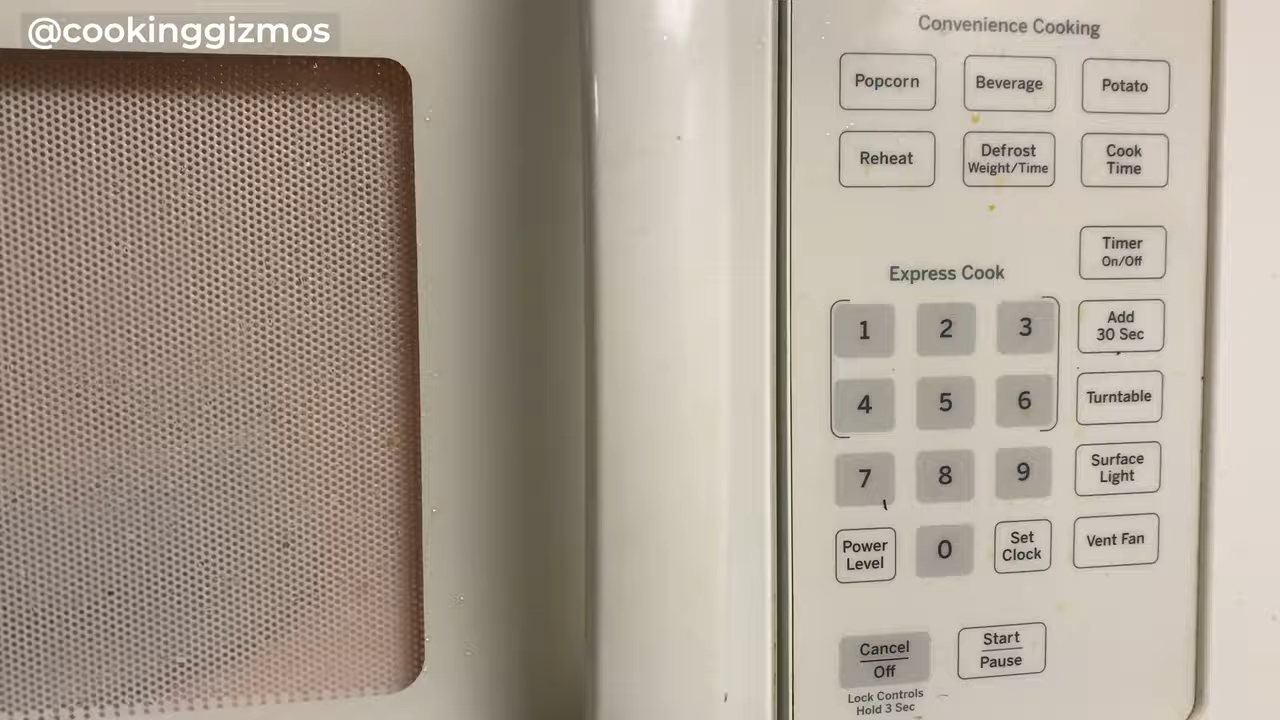 @cookinggizmos
Convenience Cooking
Popcorn
Beverage
Potato
Reheat
Defrost
Weight/Time
Cook
Time
Timer
On/Off
Express Cook
1
2
3
Add
30 Sec
4
5
6
Turntable
7
8
9
Surface
Light
Power
Level
0
Set
Clock
Vent Fan
Cancel
Off
Start
Pause
Lock Controls
Hold 3 Sec